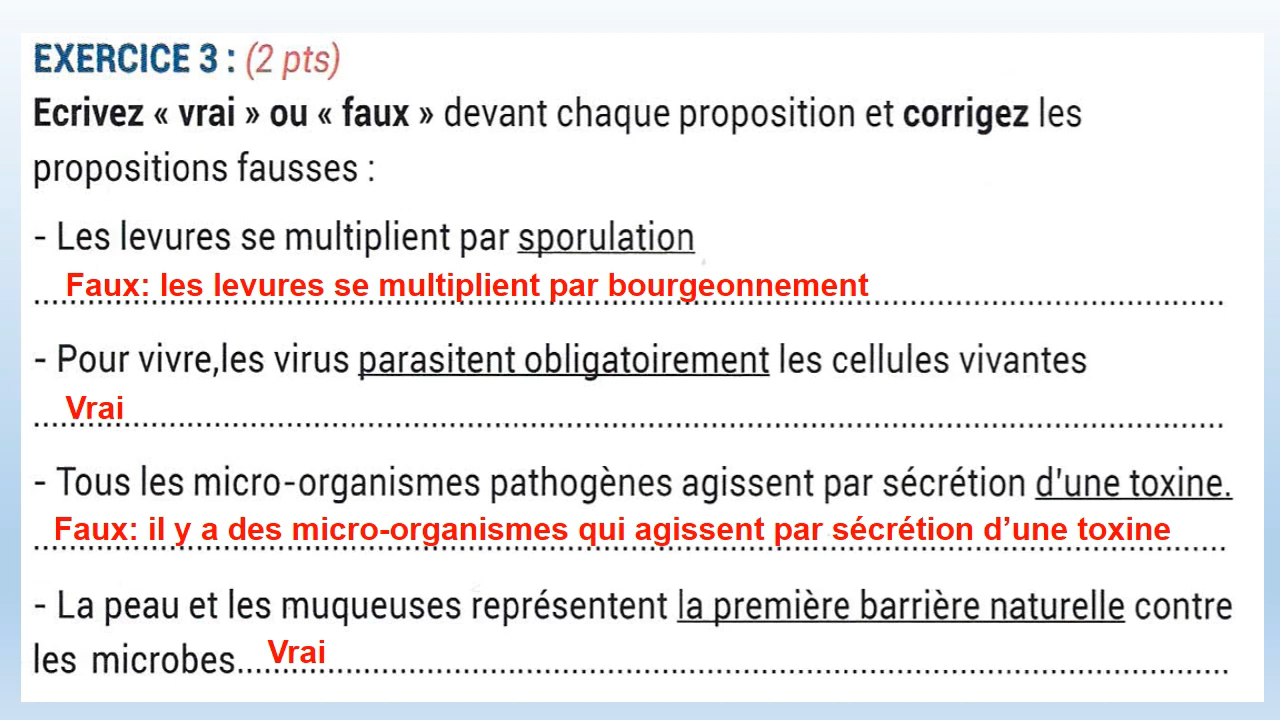 EXERCICE 3 : (2 pts)
Ecrivez « vrai » ou « faux » devant chaque proposition et corrigez les
propositions fausses :
- Les levures se multiplient par sporulation
Faux: les levures se multiplient par bourgeonnement
- Pour vivre,les virus parasitent obligatoirement les cellules vivantes
Vrai
- Tous les micro-organismes pathogènes agissent par sécrétion d'une toxine.
Faux: il y a des micro-organismes qui agissent par sécrétion d’une toxine
- La peau et les muqueuses représentent la première barrière naturelle contre
les microbes... Vrai